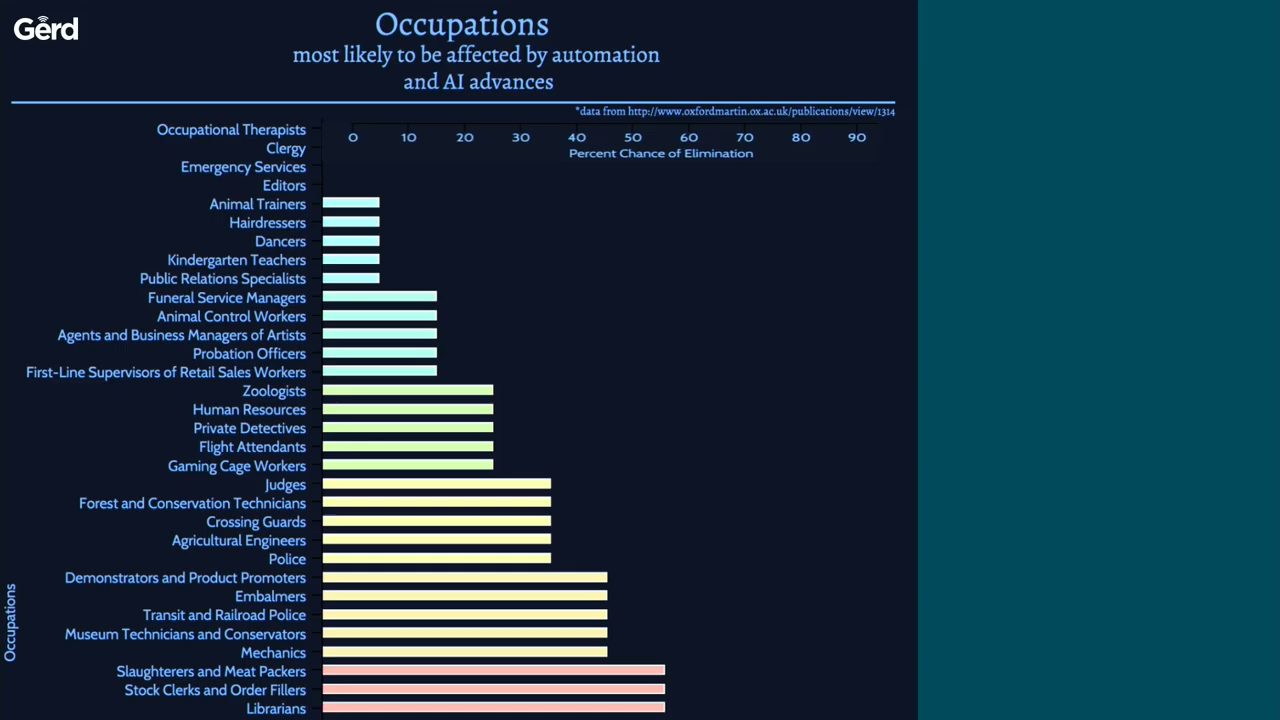 Gerd
Occupations
most likely to be affected by automation
and AI advances
*data from http://www.oxfordmartin.ox.ac.uk/publications/view/1314
0 10 20 30 40 50 60 70 80 90
Percent Chance of Elimination
Occupational Therapists
Clergy
Emergency Services
Editors
Animal Trainers
Hairdressers
Dancers
Kindergarten Teachers
Public Relations Specialists
Funeral Service Managers
Animal Control Workers
Agents and Business Managers of Artists
Probation Officers
First-Line Supervisors of Retail Sales Workers
Zoologists
Human Resources
Private Detectives
Flight Attendants
Gaming Cage Workers
Judges
Forest and Conservation Technicians
Crossing Guards
Agricultural Engineers
Police
Demonstrators and Product Promoters
Embalmers
Transit and Railroad Police
Museum Technicians and Conservators
Mechanics
Slaughterers and Meat Packers
Stock Clerks and Order Fillers
Librarians
Occupations